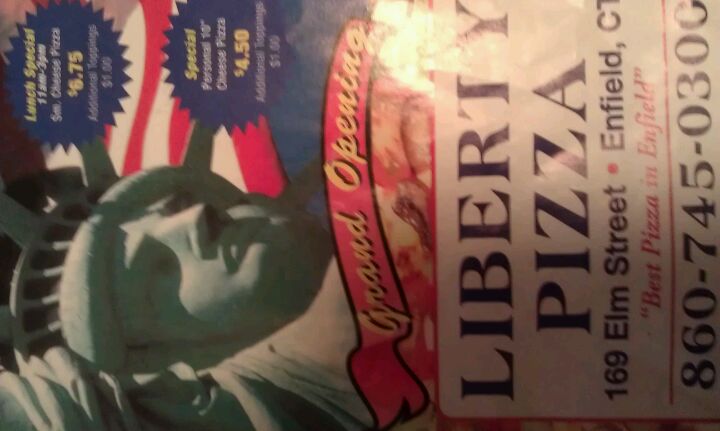 Lunch Special
11am-3pm
Sm. Cheese Pizza
$6.75
Additional Toppings
$1.00
Special
Personal 10"
Cheese Pizza
$4.50
Additional Toppings
$1.00
Grand Opening
LIBERTY
PIZZA
169 Elm Street • Enfield, CT
"Best Pizza in Enfield"
860-745-0300